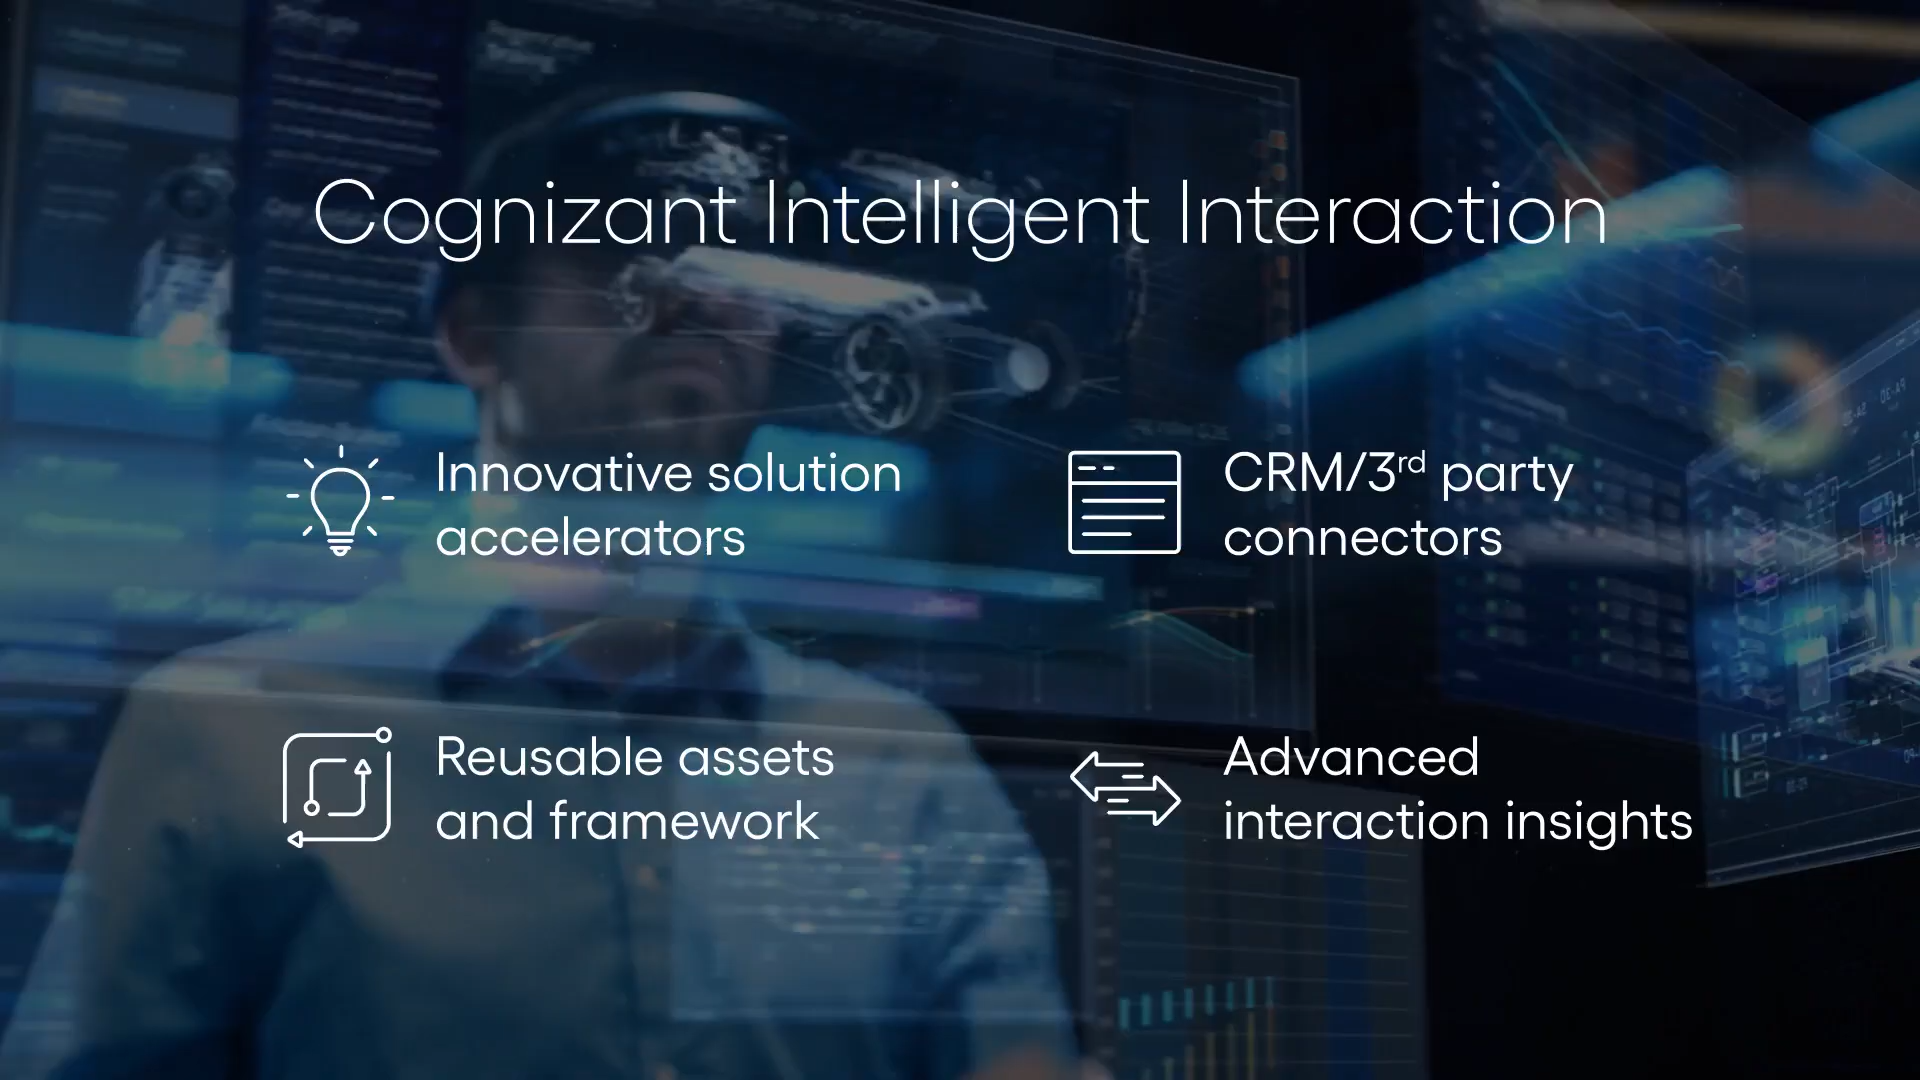 Cognizant Intelligent Interaction
Innovative solution
accelerators
CRM/3rd party
connectors
Reusable assets
and framework
Advanced
interaction insights